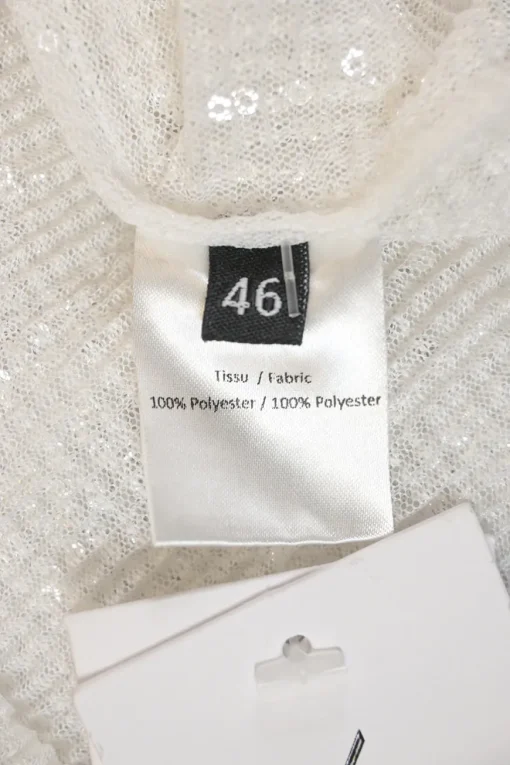 46
Tissu / Fabric
100% Polyester / 100% Polyester